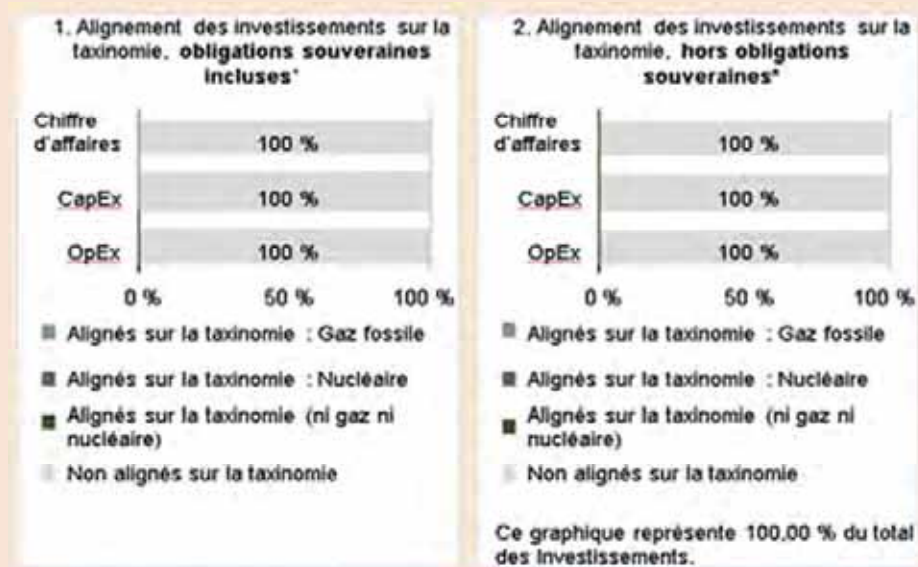 1. Alignement des investissements sur la
taxinomie, obligations souveraines
incluses*
Chiffre
d'affaires
100 %
CapEx
100 %
OpEx
100 %
0 % 50 % 100 %
Alignés sur la taxinomie : Gaz fossile
Alignés sur la taxinomie : Nucléaire
Alignés sur la taxinomie (ni gaz ni
nucléaire)
Non alignés sur la taxinomie
2. Alignement des investissements sur la
taxinomie, hors obligations
souveraines*
Chiffre
d'affaires
100 %
CapEx
100 %
OpEx
100 %
0 % 50 % 100 %
Alignés sur la taxinomie : Gaz fossile
Alignés sur la taxinomie : Nucléaire
Alignés sur la taxinomie (ni gaz ni
nucléaire)
Non alignés sur la taxinomie
Ce graphique représente 100,00 % du total
des Investissements.